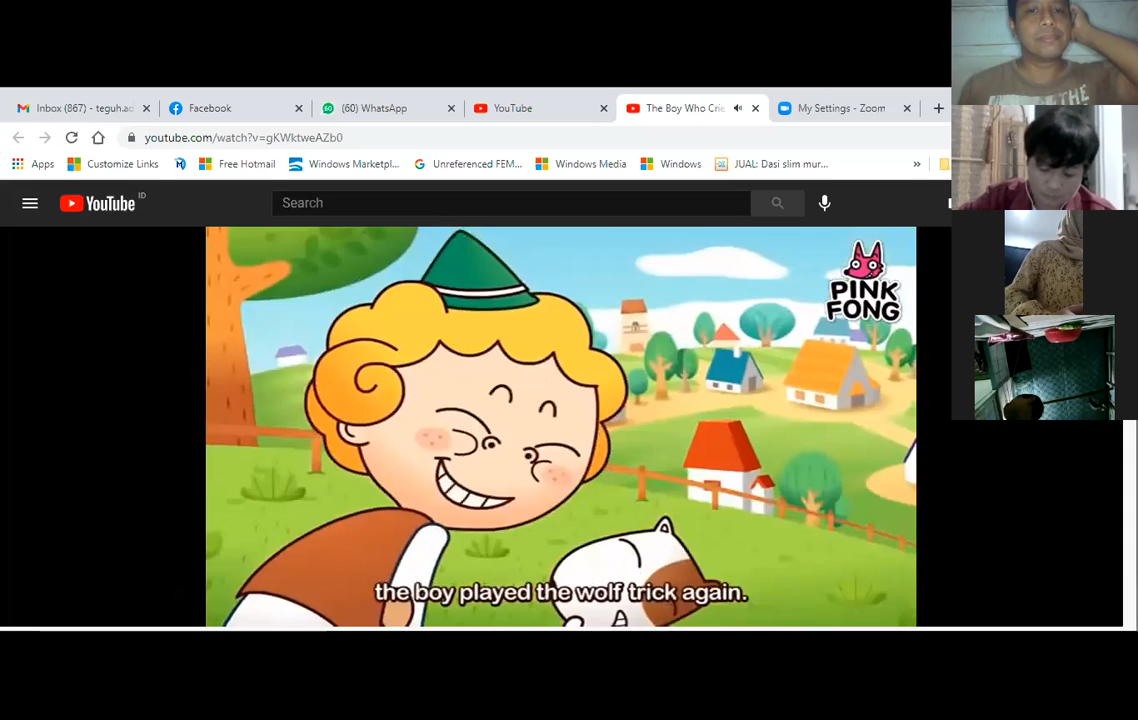 Inbox (867) - teguh.ac
Facebook
(60) WhatsApp
YouTube
The Boy Who Crie
My Settings - Zoom
youtube.com/watch?v=gKWktweAZb0
Apps
Customize Links
Free Hotmail
Windows Marketpl...
Unreferenced FEM...
Windows Media
Windows
JUAL: Dasi slim mur...
YouTube ID
Search
PINK
FONG
the boy played the wolf trick again.